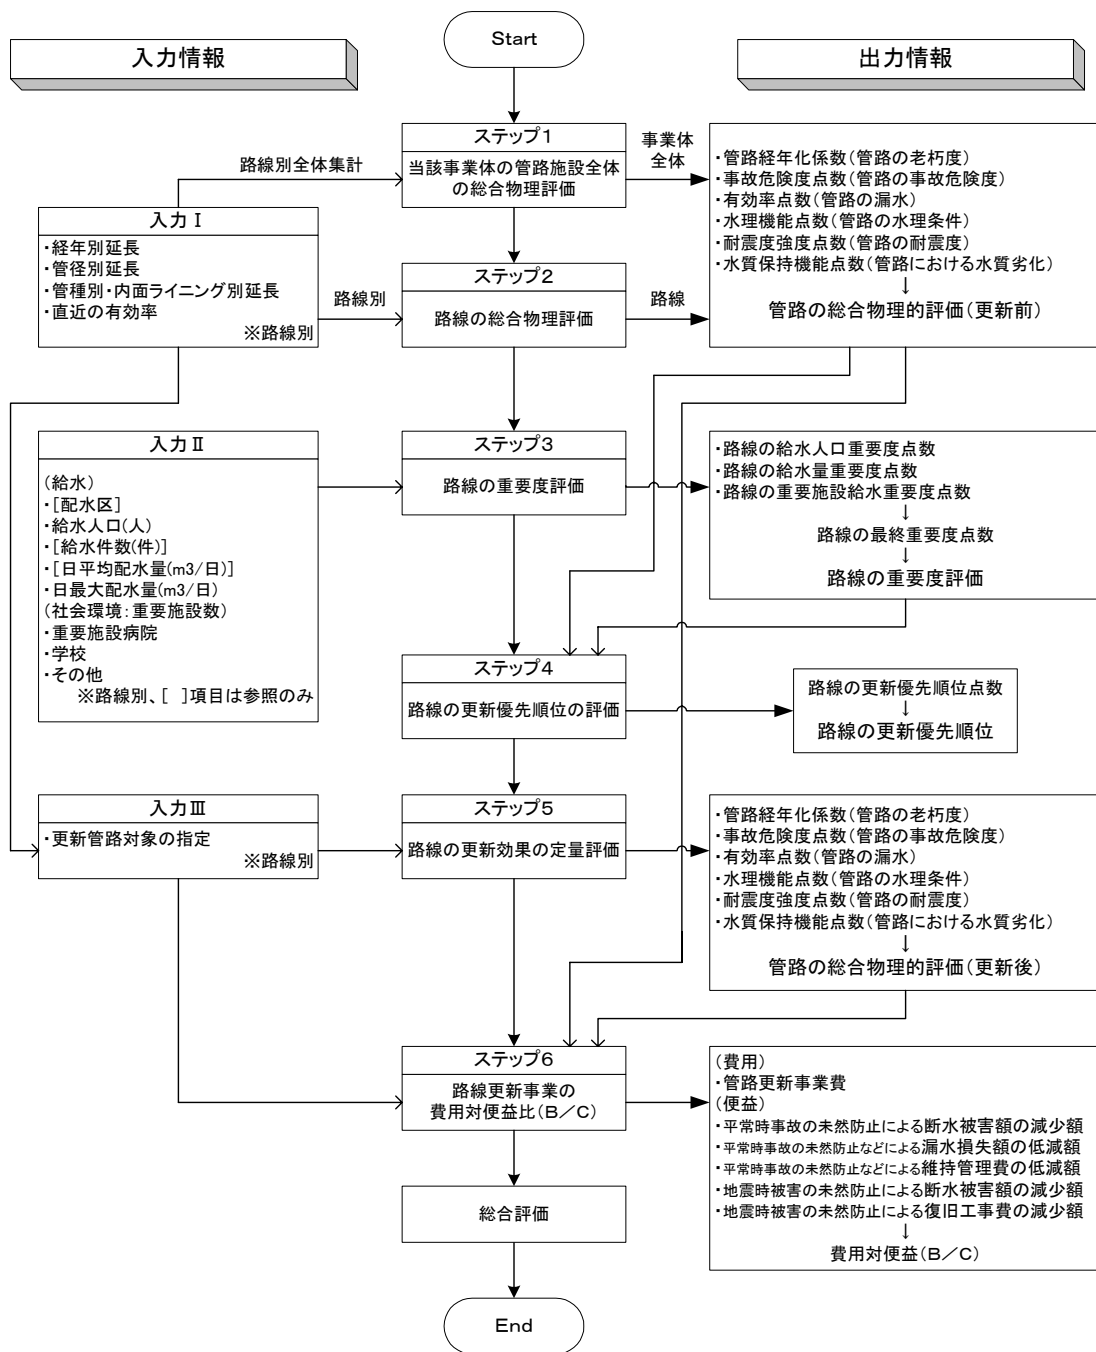 Start
入力情報
出力情報
ステップ1
当該事業体の管路施設全体
の総合物理評価
路線別全体集計
事業体
全体
・管路経年化係数(管路の老朽度)
・事故危険度点数(管路の事故危険度)
・有効率点数(管路の漏水)
・水理機能点数(管路の水理条件)
・耐震度強度点数(管路の耐震度)
・水質保持機能点数(管路における水質劣化)
↓
管路の総合物理的評価(更新前)
入力Ⅰ
・経年別延長
・管径別延長
・管種別・内面ライニング別延長
・直近の有効率
※路線別
路線別
ステップ2
路線の総合物理評価
路線
入力Ⅱ
(給水)
・[配水区]
・給水人口(人)
・[給水件数(件)]
・[日平均配水量(m3/日)]
・日最大配水量(m3/日)
(社会環境:重要施設数)
・重要施設病院
・学校
・その他
※路線別、[ ]項目は参照のみ
ステップ3
路線の重要度評価
・路線の給水人口重要度点数
・路線の給水量重要度点数
・路線の重要施設給水重要度点数
↓
路線の最終重要度点数
↓
路線の重要度評価
ステップ4
路線の更新優先順位の評価
路線の更新優先順位点数
↓
路線の更新優先順位
入力Ⅲ
・更新管路対象の指定
※路線別
ステップ5
路線の更新効果の定量評価
・管路経年化係数(管路の老朽度)
・事故危険度点数(管路の事故危険度)
・有効率点数(管路の漏水)
・水理機能点数(管路の水理条件)
・耐震度強度点数(管路の耐震度)
・水質保持機能点数(管路における水質劣化)
↓
管路の総合物理的評価(更新後)
ステップ6
路線更新事業の
費用対便益比(B/C)
(費用)
・管路更新事業費
(便益)
・平常時事故の未然防止による断水被害額の減少額
・平常時事故の未然防止などによる漏水損失額の低減額
・平常時事故の未然防止などによる維持管理費の低減額
・地震時被害の未然防止による断水被害額の減少額
・地震時被害の未然防止による復旧工事費の減少額
↓
費用対便益(B/C)
総合評価
End